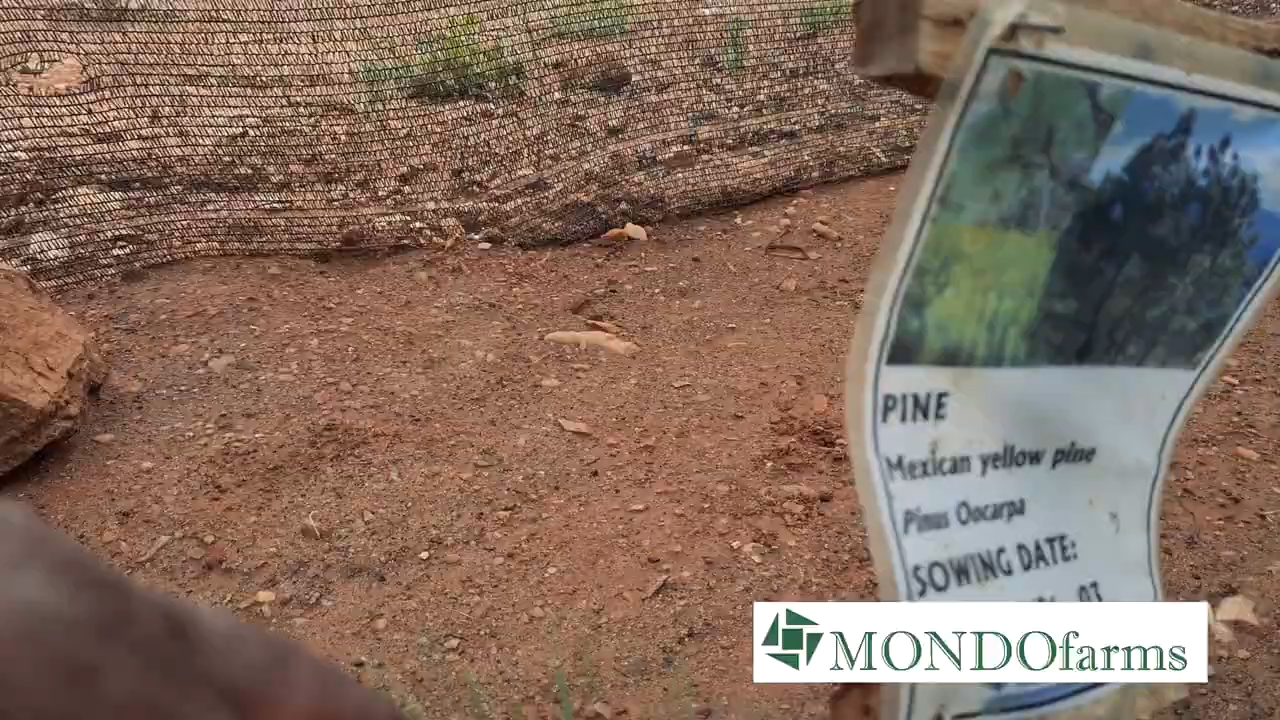 PINE
Mexican yellow pine
Pinus Oocarpa
SOWING DATE:
MONDOfarms